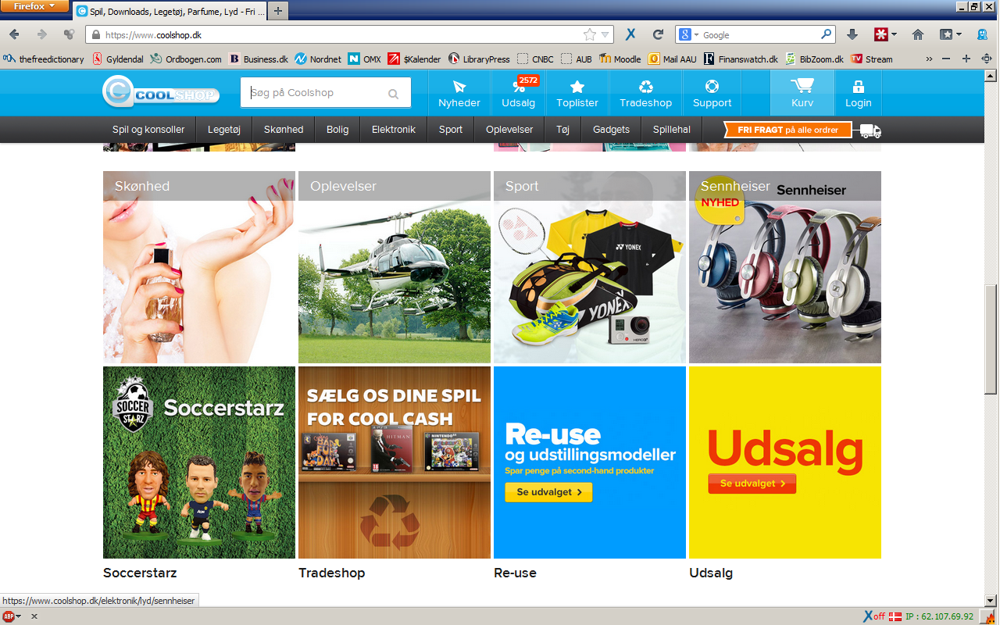 Firefox
Spil, Downloads, Legetøj, Parfume, Lyd - Fri ...
https://www.coolshop.dk
Google
thefreedictionary Gyldendal Ordbogen.com Business.dk Nordnet OMX $Kalender LibraryPress CNBC AUB Moodle Mail AAU Finanswatch.dk BibZoom.dk Stream
COOLSHOP
Søg på Coolshop
2572
Nyheder Udsalg Toplister Tradeshop Support Kurv Login
Spil og konsoller Legetøj Skønhed Bolig Elektronik Sport Oplevelser Tøj Gadgets Spillehal FRI FRAGT på alle ordrer
Skønhed Oplevelser Sport Sennheiser
Sennheiser
NYHED
YONEX
YONEX
HERO3+
SOCCER
STARZ
Soccerstarz
AON
SÆLG OS DINE SPIL
FOR COOL CASH
HITMAN
NINTENDO 64
Re-use
og udstillingsmodeller
Spar penge på second-hand produkter
Se udvalget
Udsalg
Se udvalget
Soccerstarz Tradeshop Re-use Udsalg
https://www.coolshop.dk/elektronik/lyd/sennheiser
ABP
off IP : 62.107.69.92